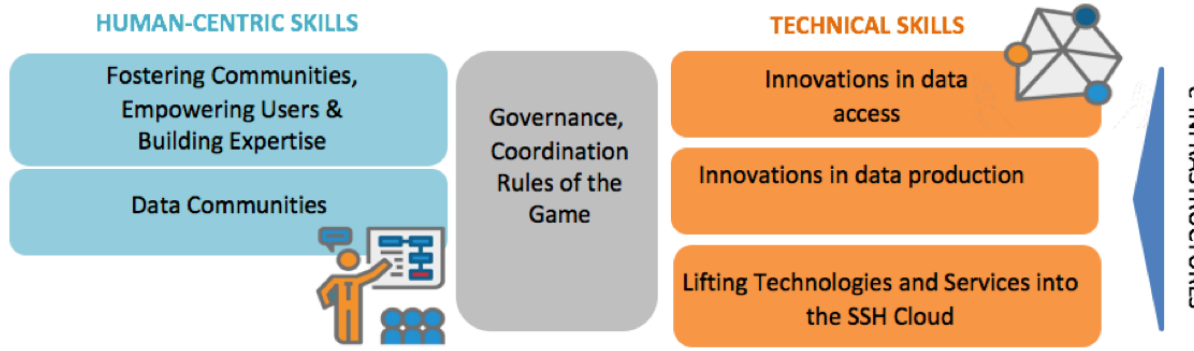 HUMAN-CENTRIC SKILLS
Fostering Communities,
Empowering Users &
Building Expertise
Data Communities
Governance,
Coordination
Rules of the
Game
TECHNICAL SKILLS
Innovations in data
access
Innovations in data production
Lifting Technologies and Services into
the SSH Cloud